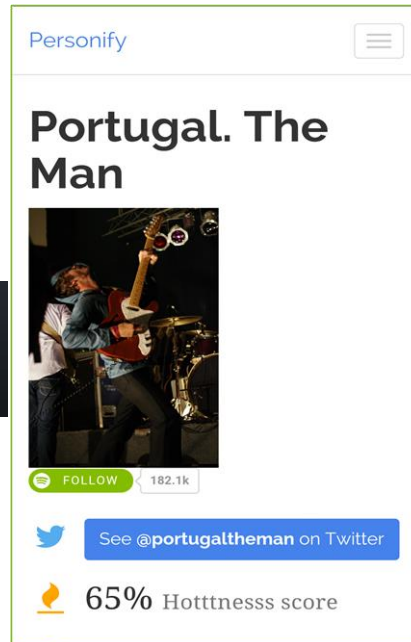 Personify
Portugal. The
Man
FOLLOW 182.1k
See @portugaltheman on Twitter
65% Hotttnesss score